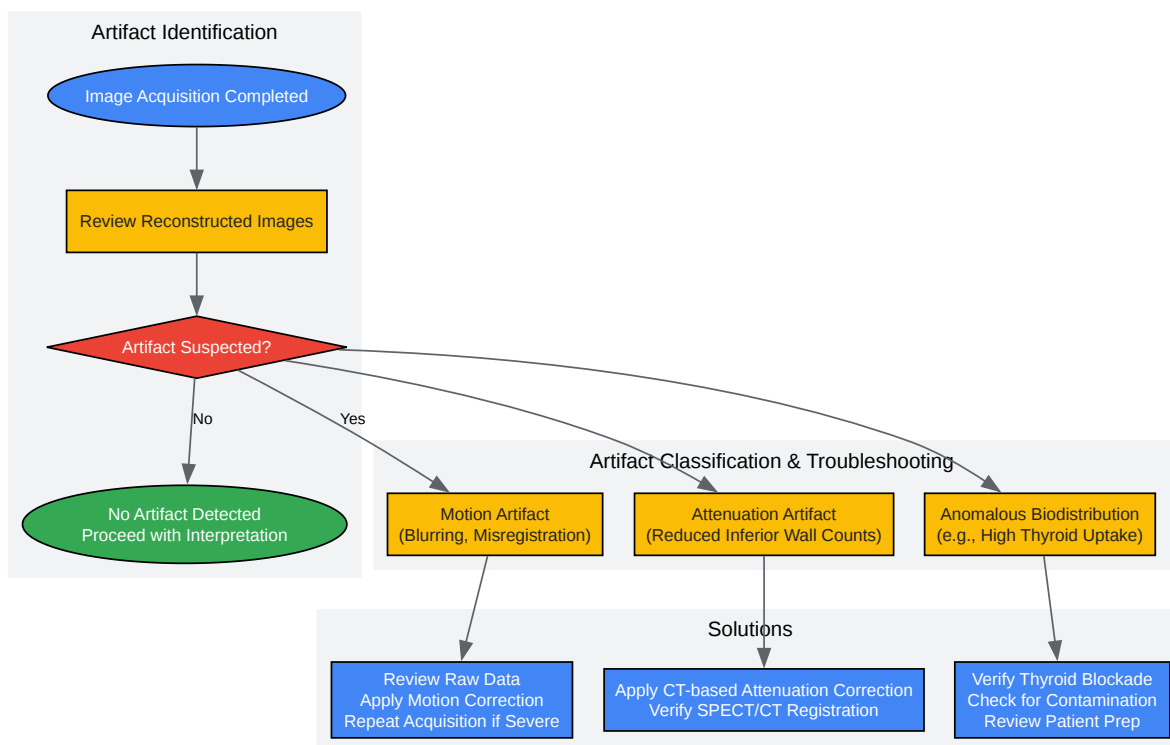 Artifact Identification
Image Acquisition Completed
Review Reconstructed Images
Artifact Suspected?
No
Yes
No Artifact Detected
Proceed with Interpretation
Artifact Classification & Troubleshooting
Motion Artifact
(Blurring, Misregistration)
Attenuation Artifact
(Reduced Inferior Wall Counts)
Anomalous Biodistribution
(e.g., High Thyroid Uptake)
Solutions
Review Raw Data
Apply Motion Correction
Repeat Acquisition if Severe
Apply CT-based Attenuation Correction
Verify SPECT/CT Registration
Verify Thyroid Blockade
Check for Contamination
Review Patient Prep